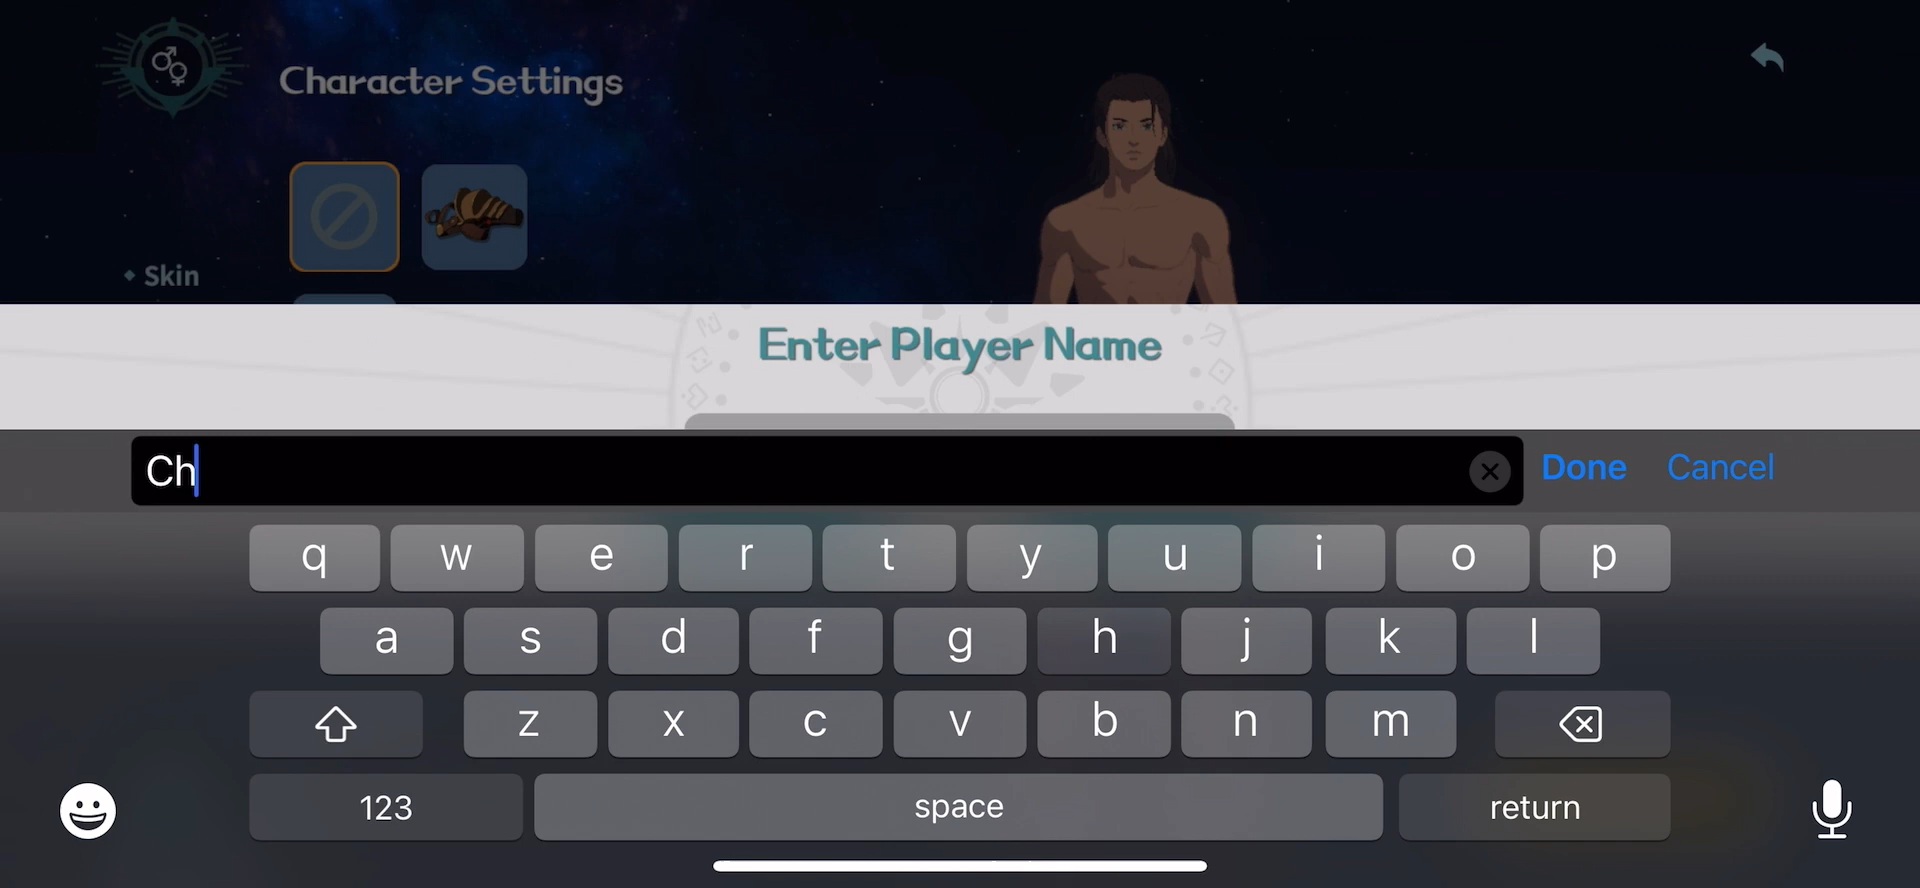 Character Settings
Skin
Enter Player Name
Ch
Done
Cancel
q w e r t y u i o p
a s d f g h j k l
z x c v b n m
123
space
return